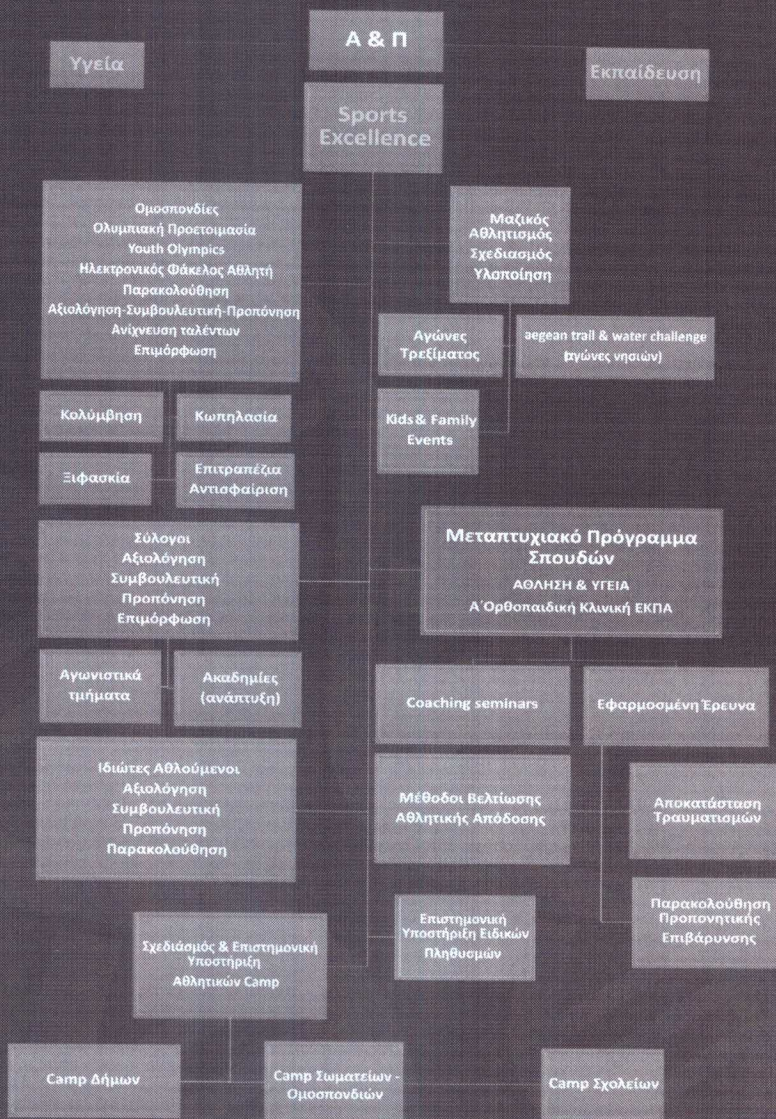 Α & Π
Υγεία
Εκπαίδευση
Sports
Excellence
Ομοσπονδίες
Ολυμπιακή Προετοιμασία
Youth Olympics
Ηλεκτρονικός Φάκελος Αθλητή
Παρακολούθηση
Αξιολόγηση-Συμβουλευτική-Προπόνηση
Ανίχνευση ταλέντων
Επιμόρφωση
Μαζικός
Αθλητισμός
Σχεδιασμός
Υλοποίηση
Αγώνες
Τρεξίματος
aegean trail & water challenge
(αγώνες νησιών)
Kids & Family
Events
Κολύμβηση
Κωπηλασία
Ξιφασκία
Επιτραπέζια
Αντισφαίριση
Σύλογοι
Αξιολόγηση
Συμβουλευτική
Προπόνηση
Επιμόρφωση
Μεταπτυχιακό Πρόγραμμα
Σπουδών
ΑΘΛΗΣΗ & ΥΓΕΙΑ
Α΄Ορθοπαιδική Κλινική ΕΚΠΑ
Αγωνιστικά
τμήματα
Ακαδημίες
(ανάπτυξη)
Coaching seminars
Εφαρμοσμένη Έρευνα
Ιδιώτες Αθλούμενοι
Αξιολόγηση
Συμβουλευτική
Προπόνηση
Παρακολούθηση
Μέθοδοι Βελτίωσης
Αθλητικής Απόδοσης
Αποκατάσταση
Τραυματισμών
Παρακολούθηση
Προπονητικής
Επιβάρυνσης
Επιστημονική
Υποστήριξη Ειδικών
Πληθυσμών
Σχεδιάσμός & Επιστημονική
Υποστήριξη
Αθλητικών Camp
Camp Δήμων
Camp Σωματείων -
Ομοσπονδιών
Camp Σχολείων